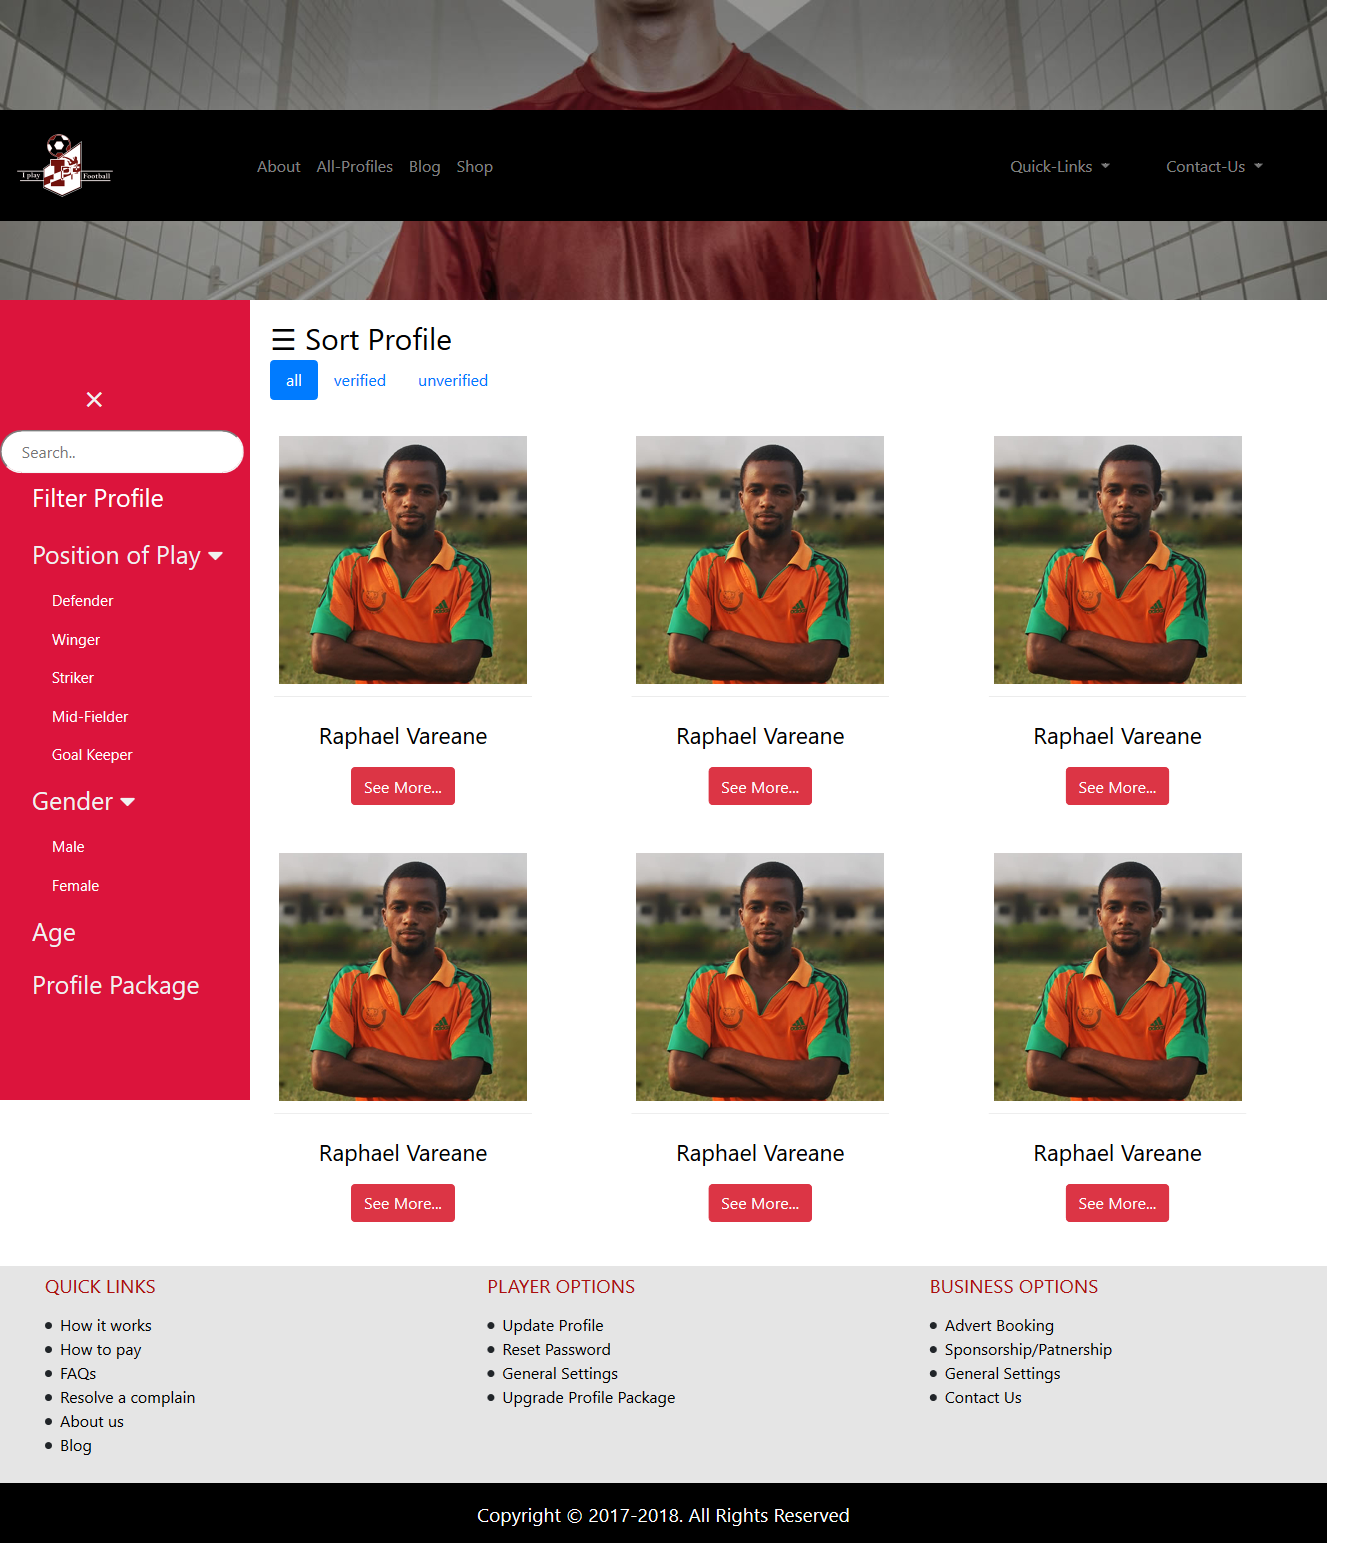 I play Football
About All-Profiles Blog Shop Quick-Links Contact-Us
☰ Sort Profile
all verified unverified
×
Search..
Filter Profile
Position of Play
Defender
Winger
Striker
Mid-Fielder
Goal Keeper
Gender
Male
Female
Age
Profile Package
Raphael Vareane Raphael Vareane Raphael Vareane
See More... See More... See More...
Raphael Vareane Raphael Vareane Raphael Vareane
See More... See More... See More...
QUICK LINKS
How it works
How to pay
FAQs
Resolve a complain
About us
Blog
PLAYER OPTIONS
Update Profile
Reset Password
General Settings
Upgrade Profile Package
BUSINESS OPTIONS
Advert Booking
Sponsorship/Patnership
General Settings
Contact Us
Copyright © 2017-2018. All Rights Reserved